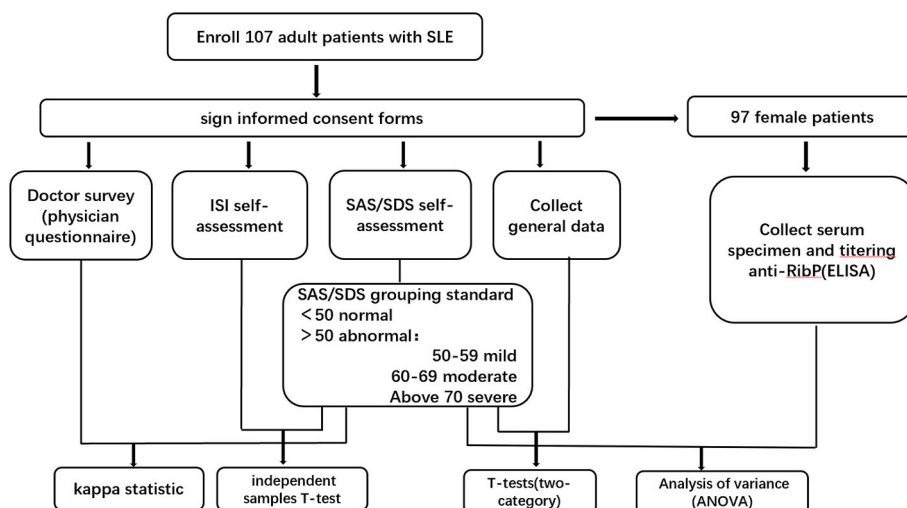 Enroll 107 adult patients with SLE
sign informed consent forms
97 female patients
Doctor survey
(physician
questionnaire)
ISI self-
assessment
SAS/SDS self-
assessment
Collect
general data
Collect serum
specimen and titering
anti-RibP(ELISA)
SAS/SDS grouping standard
＜50 normal
＞50 abnormal：
50-59 mild
60-69 moderate
Above 70 severe
kappa statistic
independent
samples T-test
T-tests(two-
category)
Analysis of variance
(ANOVA)